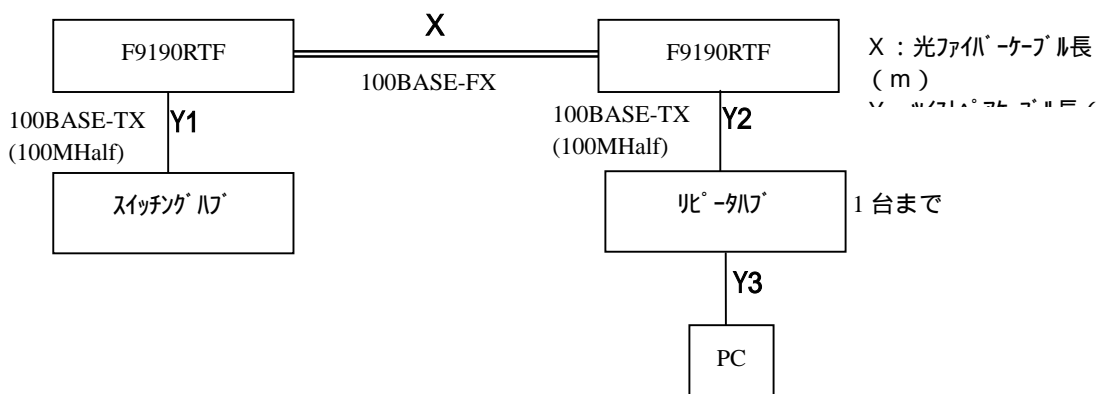 X
F9190RTF
F9190RTF
X：光ﾌｧｲﾊﾞｰｹｰﾌﾞﾙ長
（m）
100BASE-FX
100BASE-TX
(100MHalf)
Y1
100BASE-TX
(100MHalf)
Y2
ｽｲｯﾁﾝｸﾞﾊﾌﾞ
ﾘﾋﾟｰﾀﾊﾌﾞ
1台まで
Y3
PC